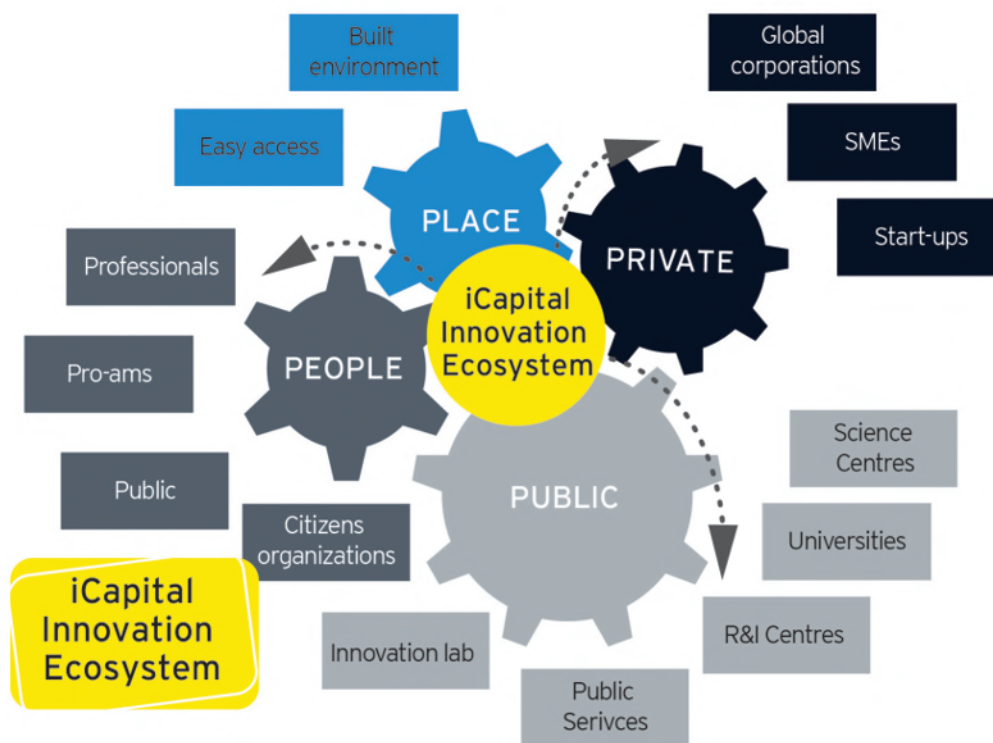 Built
environment
Global
corporations
Easy access
SMEs
PLACE
Start-ups
Professionals
PRIVATE
iCapital
Innovation
Ecosystem
Pro-ams
PEOPLE
Science
Centres
Public
PUBLIC
Citizens
organizations
Universities
iCapital
Innovation
Ecosystem
Innovation lab
R&I Centres
Public
Serivces